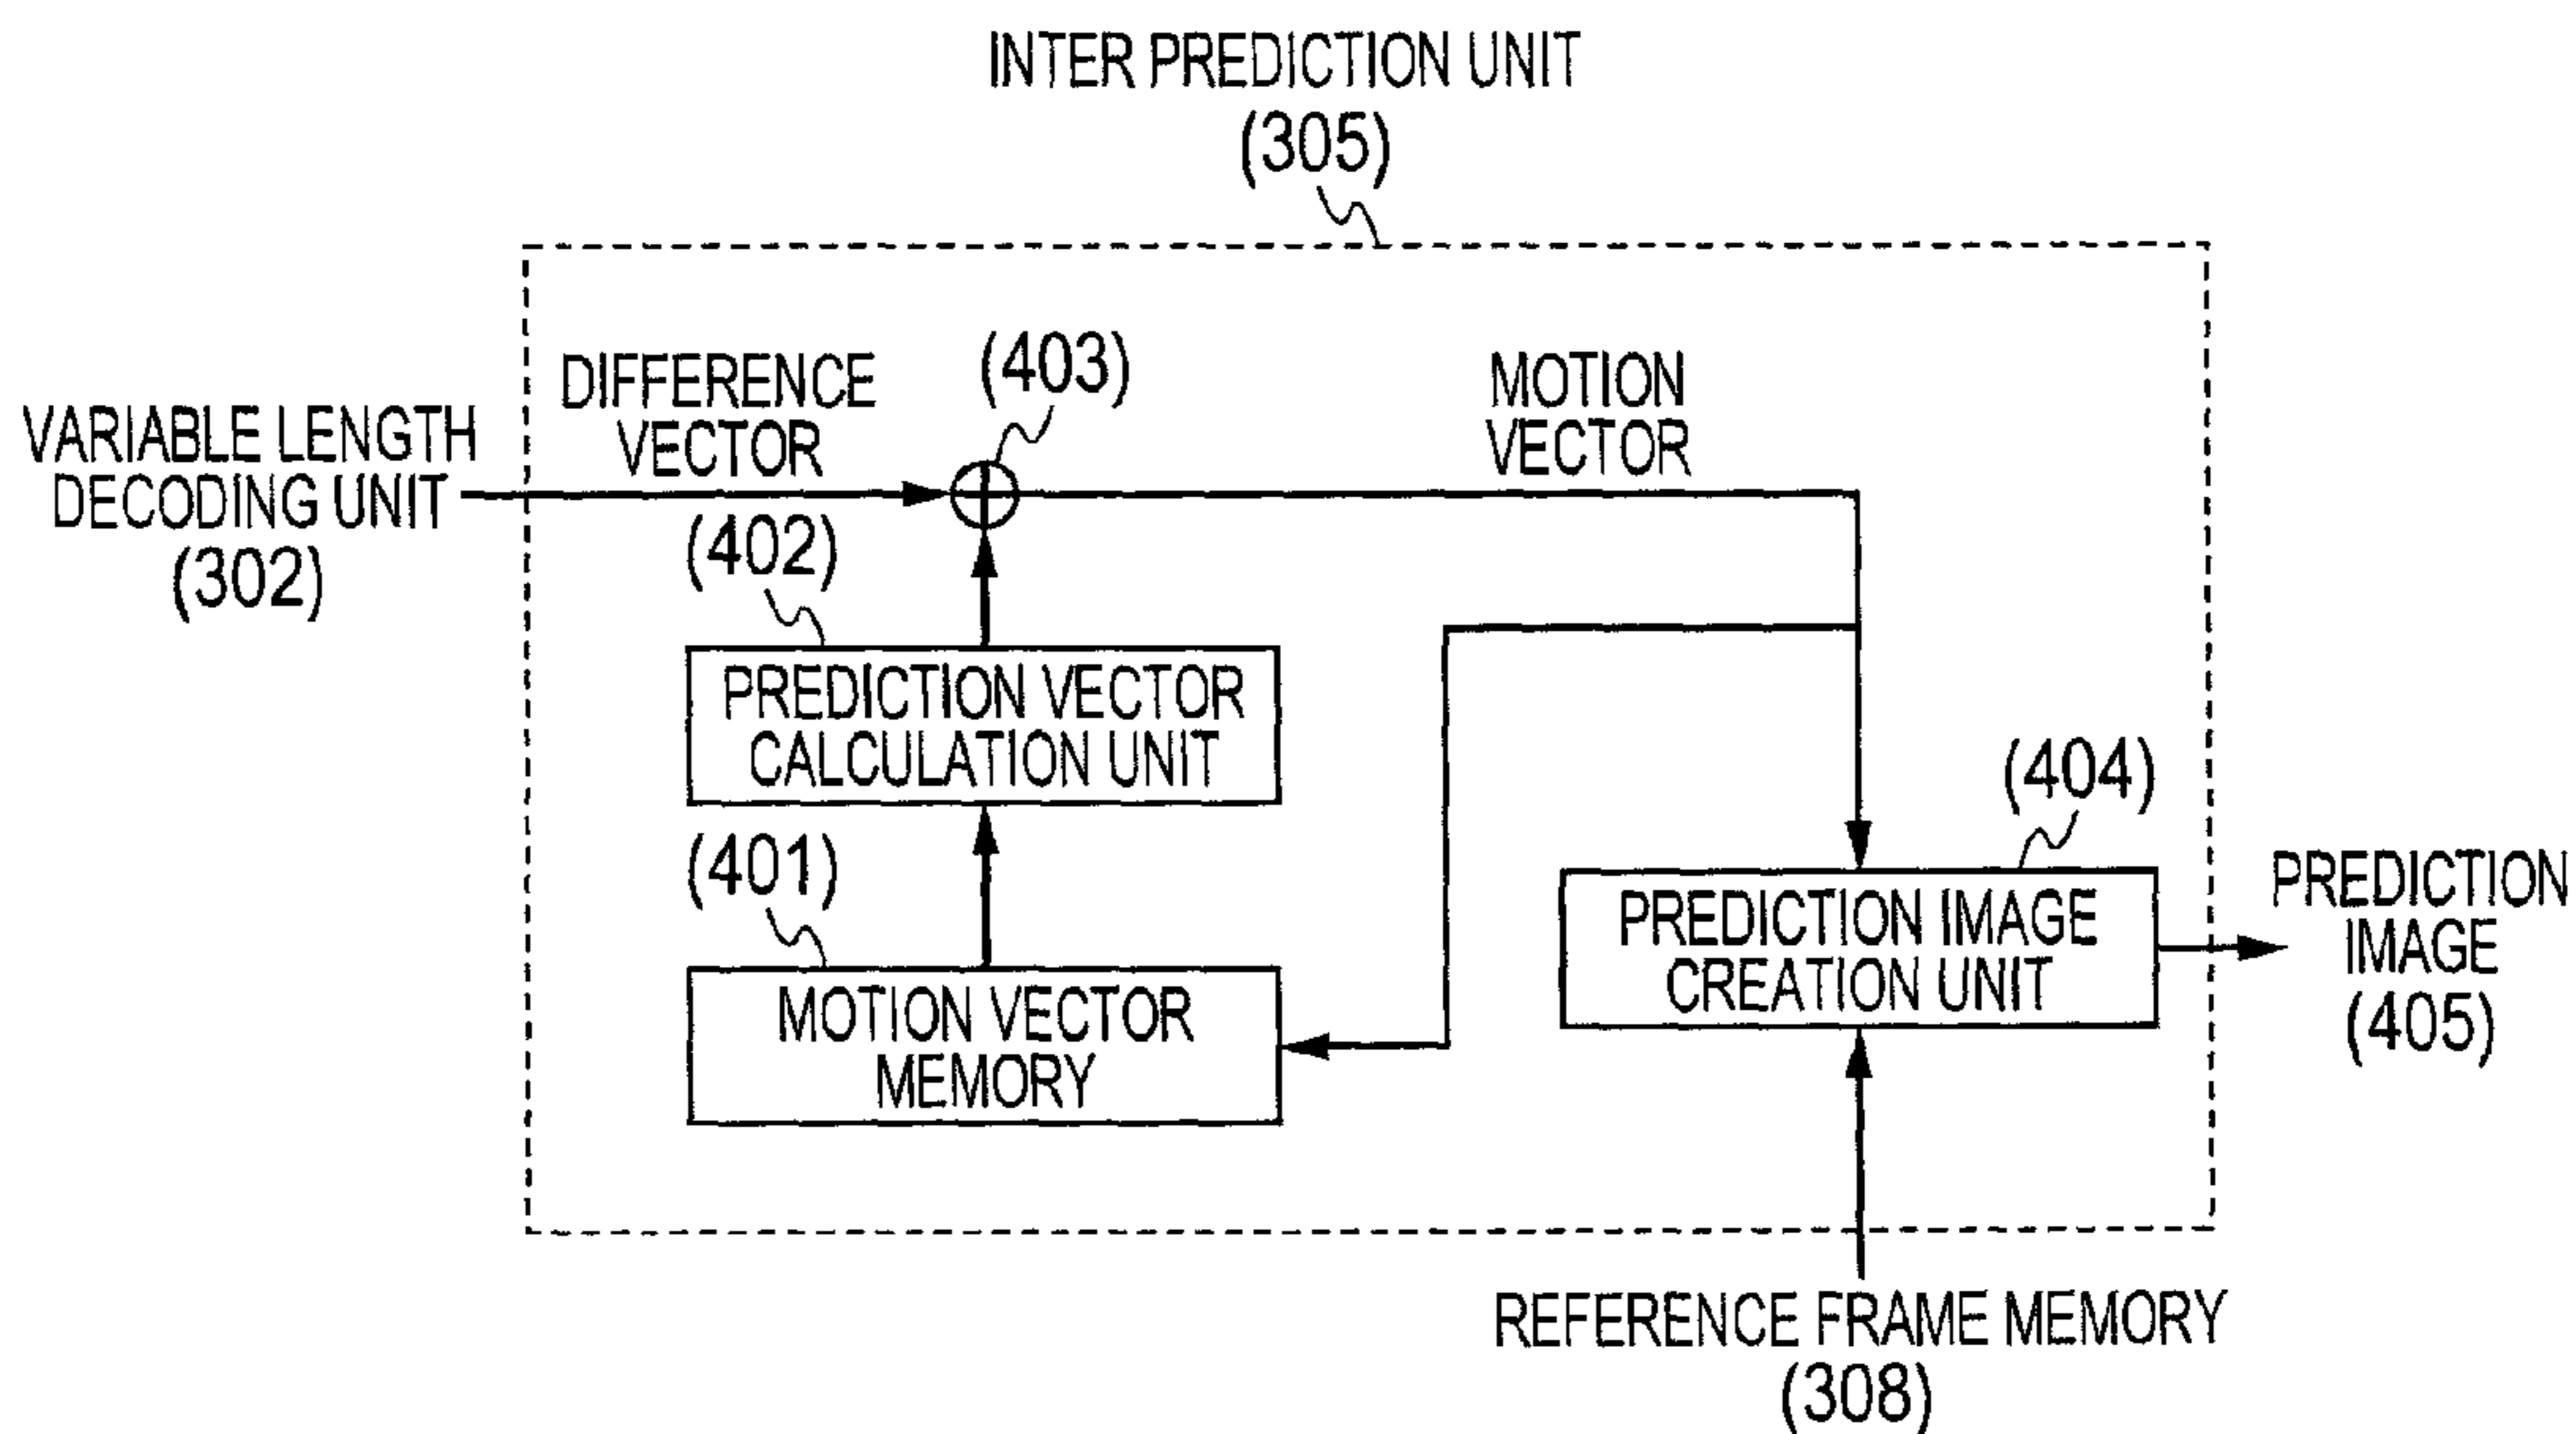 INTER PREDICTION UNIT
(305)
DIFFERENCE
VECTOR
(403)
MOTION
VECTOR
VARIABLE LENGTH
DECODING UNIT
(302)
(402)
PREDICTION VECTOR
CALCULATION UNIT
(401)
MOTION VECTOR
MEMORY
(404)
PREDICTION IMAGE
CREATION UNIT
PREDICTION
IMAGE
(405)
REFERENCE FRAME MEMORY
(308)